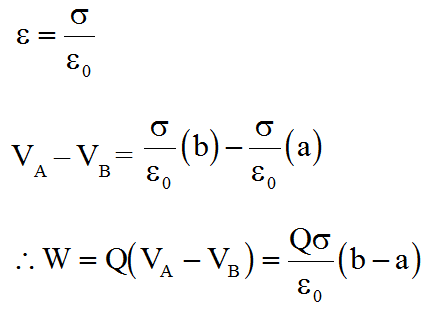 ε = σ/ε₀
V_A – V_B = σ/ε₀ (b) – σ/ε₀ (a)
∴ W = Q(V_A – V_B) = Qσ/ε₀ (b – a)